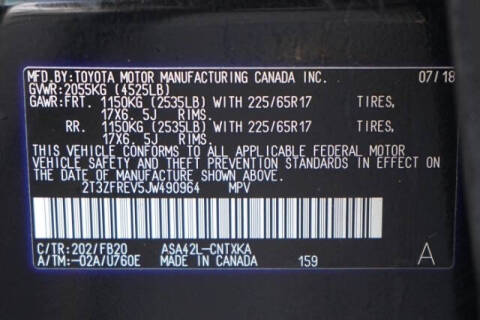 MFD.BY:TOYOTA MOTOR MANUFACTURING CANADA INC. 07/18
GVWR:2055KG (4525LB)
GAWR:FRT. 1150KG (2535LB) WITH 225/65R17 TIRES,
17X6. 5J RIMS.
RR. 1150KG (2535LB) WITH 225/65R17 TIRES,
17X6. 5J RIMS.
THIS VEHICLE CONFORMS TO ALL APPLICABLE FEDERAL MOTOR
VEHICLE SAFETY AND THEFT PREVENTION STANDARDS IN EFFECT ON
THE DATE OF MANUFACTURE SHOWN ABOVE.
2T3ZFREV5JW490964 MPV
C/TR:202/FB20 ASA42L-CNTXKA
A/TM:-02A/U760E MADE IN CANADA 159 A